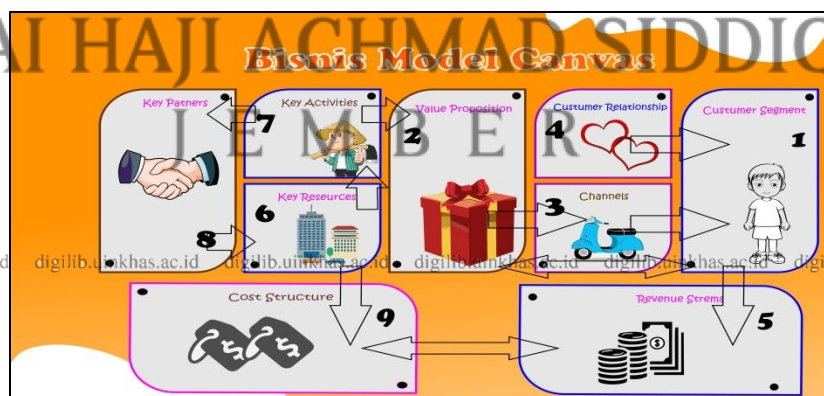 AI HAJI ACHMAD SIDDIQ
Bisnis Model Canvas
Key Patners
7
Key Activities
2
Value Proposition
Custumer Relationship
4
Custumer Segment
1
J E M B E R
Key Resurces
6
8
Channels
3
digilib.uinkhas.ac.id digilib.uinkhas.ac.id digilib.uinkhas.ac.id digilib.uinkhas.ac.id
Cost Structure
9
$ $
Revenue Strems
5
$